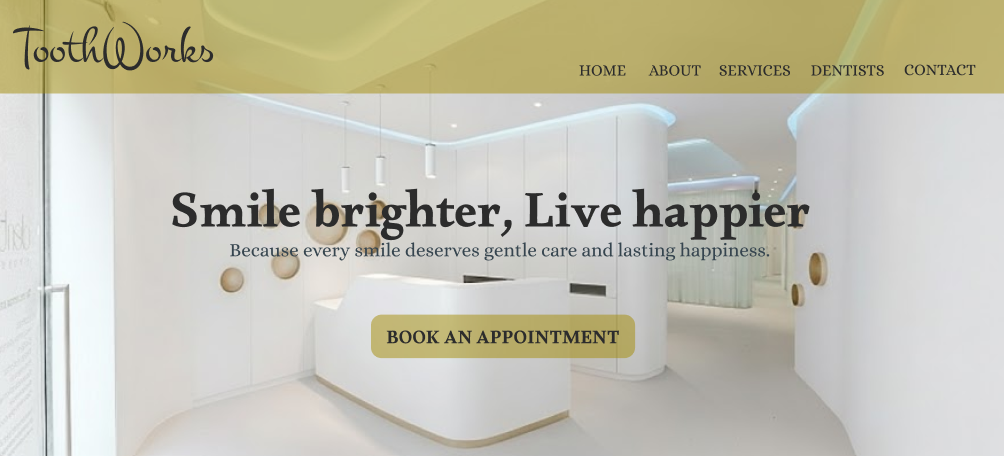 ToothWorks
HOME ABOUT SERVICES DENTISTS CONTACT
Smile brighter, Live happier
Because every smile deserves gentle care and lasting happiness.
BOOK AN APPOINTMENT